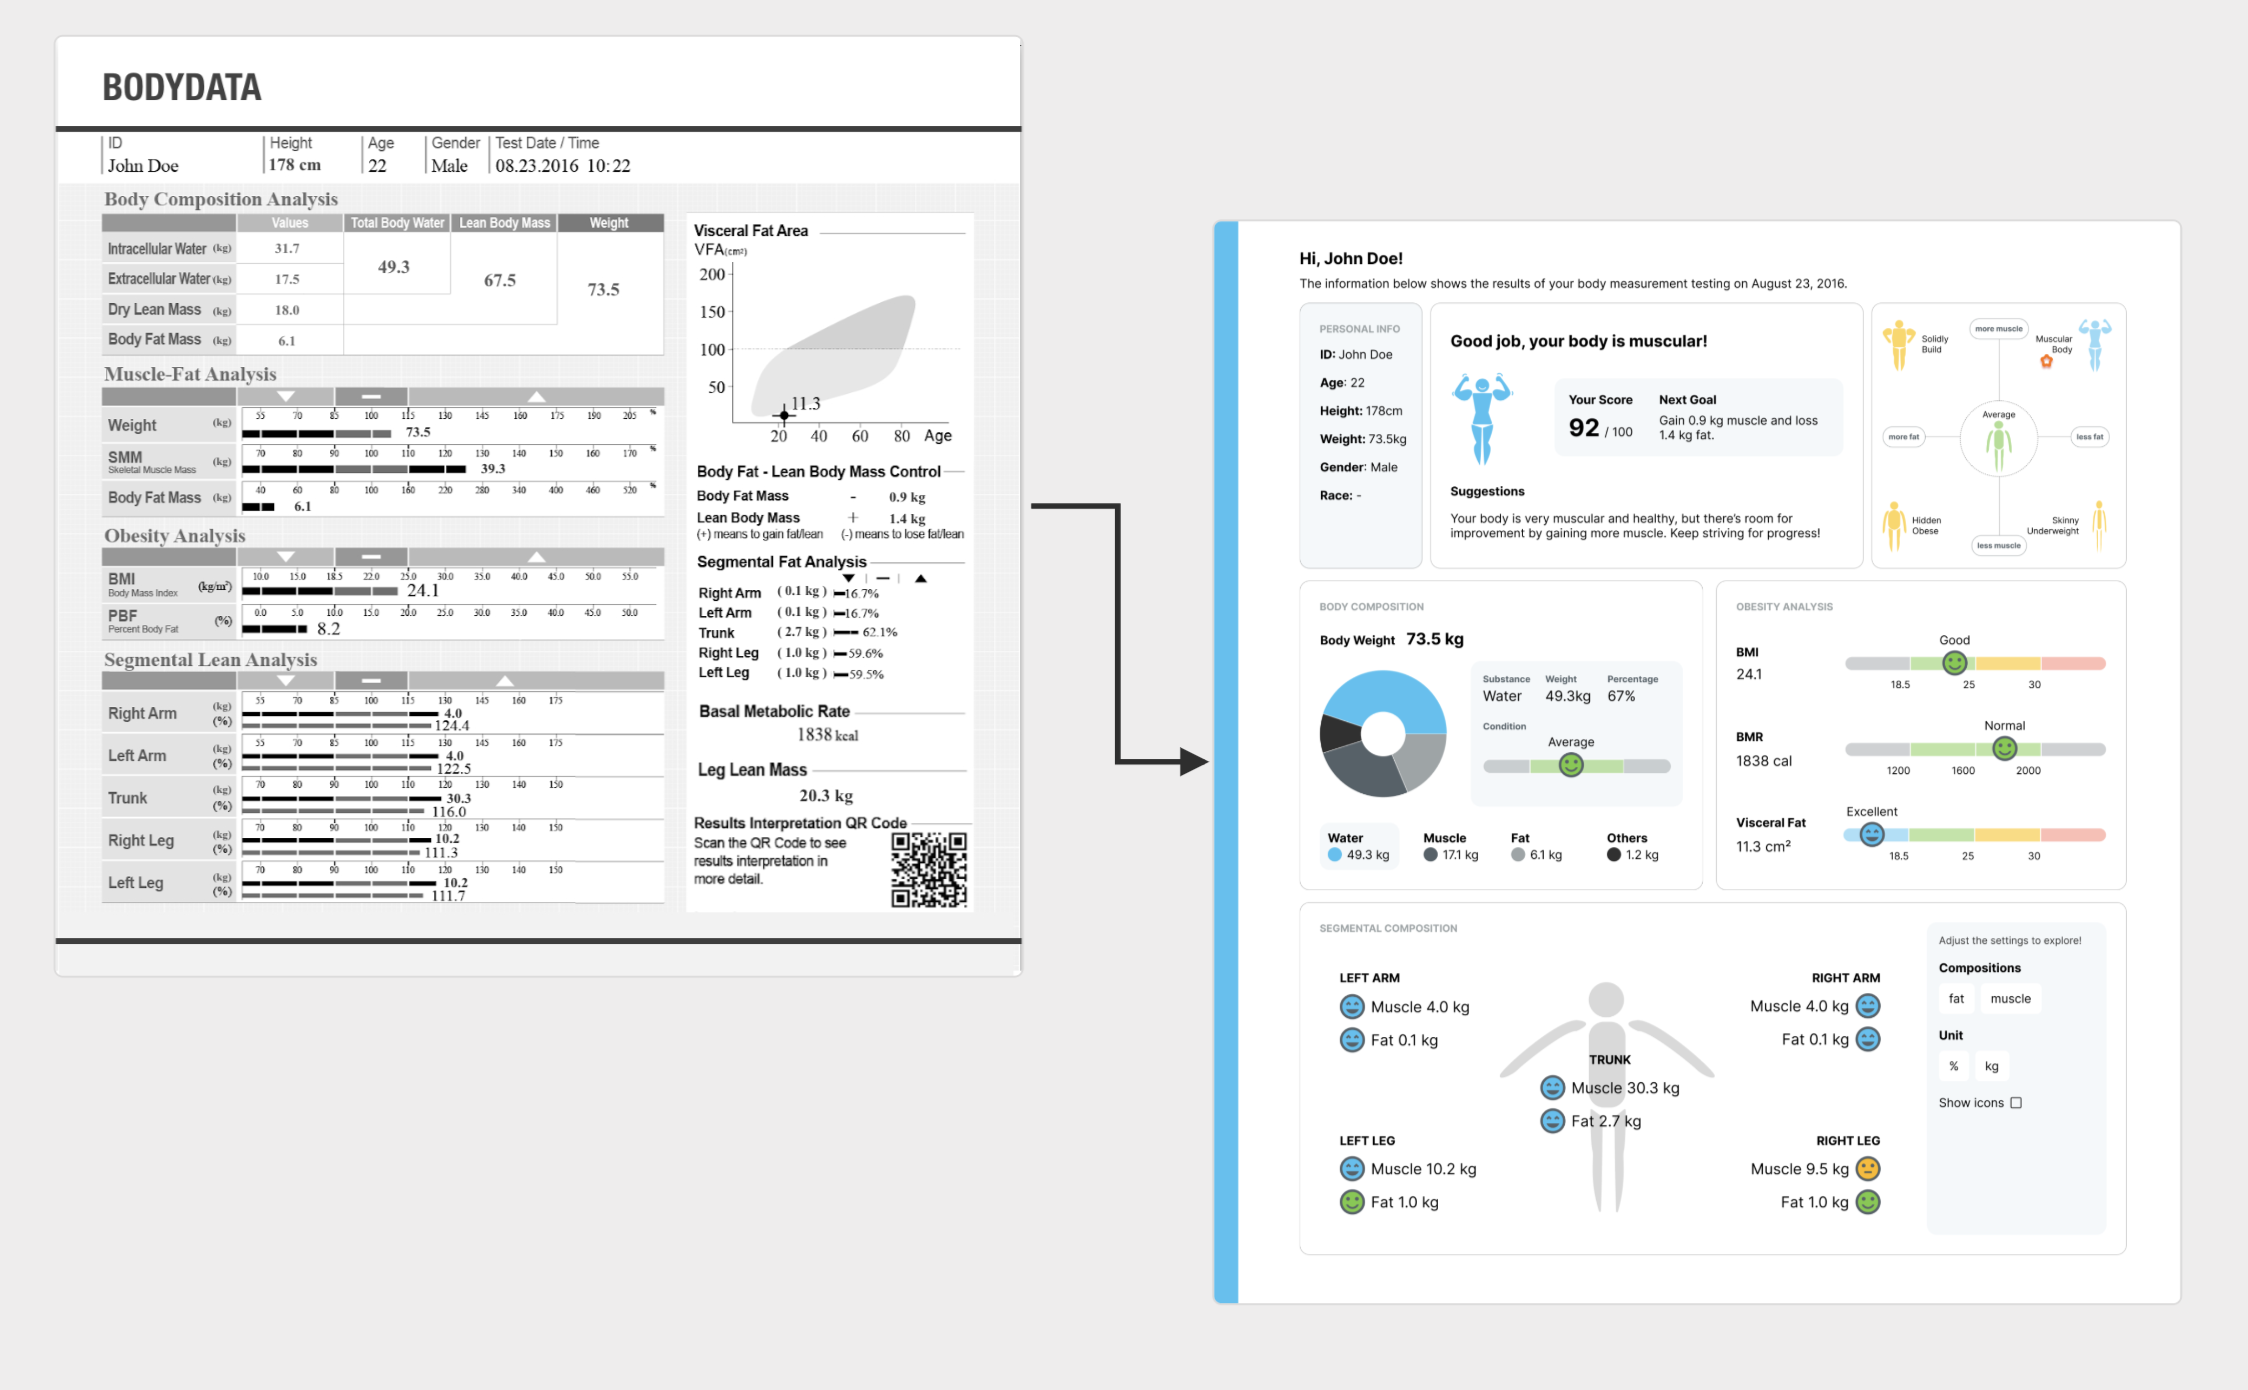 BODYDATA
ID Height Age Gender Test Date / Time
John Doe 178 cm 22 Male 08.23.2016 10:22
Body Composition Analysis
Values Total Body Water Lean Body Mass Weight
Intracellular Water (kg) 31.7
49.3
Extracellular Water (kg) 17.5
67.5
73.5
Dry Lean Mass (kg) 18.0
Body Fat Mass (kg) 6.1
Muscle-Fat Analysis
Weight (kg) 55 70 85 100 115 130 145 160 175 190 205 %
73.5
SMM
Skeletal Muscle Mass (kg) 70 80 90 100 110 120 130 140 150 160 170 %
39.3
Body Fat Mass (kg) 40 60 80 100 160 220 280 340 400 460 520 %
6.1
Obesity Analysis
BMI
Body Mass Index (kg/m²) 10.0 15.0 18.5 22.0 25.0 30.0 35.0 40.0 45.0 50.0 55.0
24.1
PBF
Percent Body Fat (%) 0.0 5.0 10.0 15.0 20.0 25.0 30.0 35.0 40.0 45.0 50.0
8.2
Segmental Lean Analysis
Right Arm (kg) (%) 55 70 85 100 115 130 145 160 175
4.0
124.4
Left Arm (kg) (%) 55 70 85 100 115 130 145 160 175
4.0
122.5
Trunk (kg) (%) 70 80 90 100 110 120 130 140 150
30.3
116.0
Right Leg (kg) (%) 70 80 90 100 110 120 130 140 150
10.2
111.3
Left Leg (kg) (%) 70 80 90 100 110 120 130 140 150
10.2
111.7
Visceral Fat Area
VFA(cm²)
200
150
100
50
11.3
20 40 60 80 Age
Body Fat - Lean Body Mass Control
Body Fat Mass - 0.9 kg
Lean Body Mass + 1.4 kg
(+) means to gain fat/lean (-) means to lose fat/lean
Segmental Fat Analysis
Right Arm ( 0.1 kg ) 16.7%
Left Arm ( 0.1 kg ) 16.7%
Trunk ( 2.7 kg ) 62.1%
Right Leg ( 1.0 kg ) 59.6%
Left Leg ( 1.0 kg ) 59.5%
Basal Metabolic Rate
1838 kcal
Leg Lean Mass
20.3 kg
Results Interpretation QR Code
Scan the QR Code to see
results interpretation in
more detail.
Hi, John Doe!
The information below shows the results of your body measurement testing on August 23, 2016.
PERSONAL INFO
ID: John Doe
Age: 22
Height: 178cm
Weight: 73.5kg
Gender: Male
Race: -
Good job, your body is muscular!
Your Score
92 / 100
Next Goal
Gain 0.9 kg muscle and loss
1.4 kg fat.
Suggestions
Your body is very muscular and healthy, but there's room for
improvement by gaining more muscle. Keep striving for progress!
more muscle
Solidly
Build
Muscular
Body
Average
more fat
less fat
Hidden
Obese
Skinny
Underweight
less muscle
BODY COMPOSITION
Body Weight 73.5 kg
Substance Weight Percentage
Water 49.3kg 67%
Condition
Average
Water Muscle Fat Others
49.3 kg 17.1 kg 6.1 kg 1.2 kg
OBESITY ANALYSIS
Good
BMI
24.1
18.5 25 30
Normal
BMR
1838 cal
1200 1600 2000
Excellent
Visceral Fat
11.3 cm²
18.5 25 30
SEGMENTAL COMPOSITION
LEFT ARM
Muscle 4.0 kg
Fat 0.1 kg
RIGHT ARM
Muscle 4.0 kg
Fat 0.1 kg
TRUNK
Muscle 30.3 kg
Fat 2.7 kg
LEFT LEG
Muscle 10.2 kg
Fat 1.0 kg
RIGHT LEG
Muscle 9.5 kg
Fat 1.0 kg
Adjust the settings to explore!
Compositions
fat muscle
Unit
% kg
Show icons